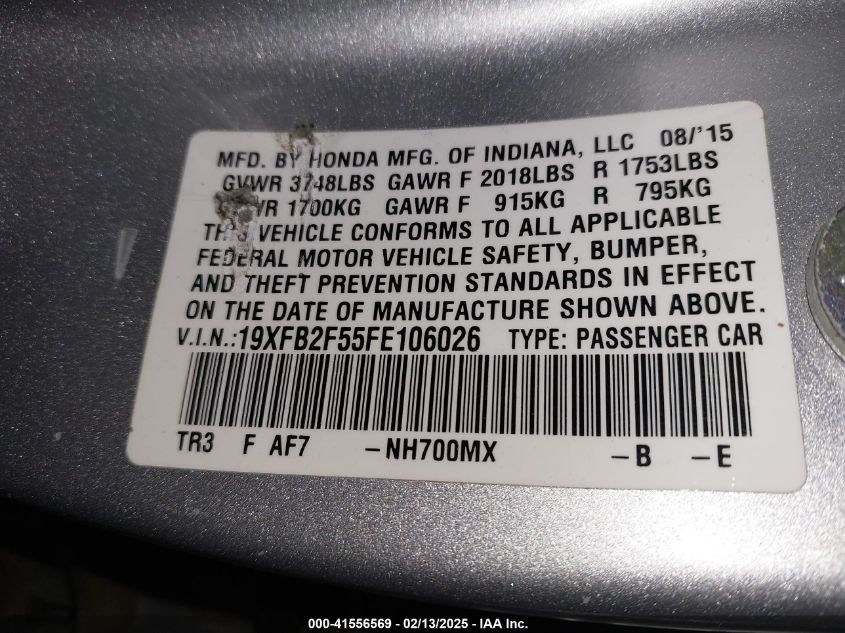 MFD. BY HONDA MFG. OF INDIANA, LLC 08/'15
GVWR 3748LBS GAWR F 2018LBS R 1753LBS
WR 1700KG GAWR F 915KG R 795KG
THIS VEHICLE CONFORMS TO ALL APPLICABLE
FEDERAL MOTOR VEHICLE SAFETY, BUMPER,
AND THEFT PREVENTION STANDARDS IN EFFECT
ON THE DATE OF MANUFACTURE SHOWN ABOVE.
V.I.N.:19XFB2F55FE106026 TYPE: PASSENGER CAR
TR3 F AF7 -NH700MX -B -E
000-41556569 - 02/13/2025 - IAA Inc.